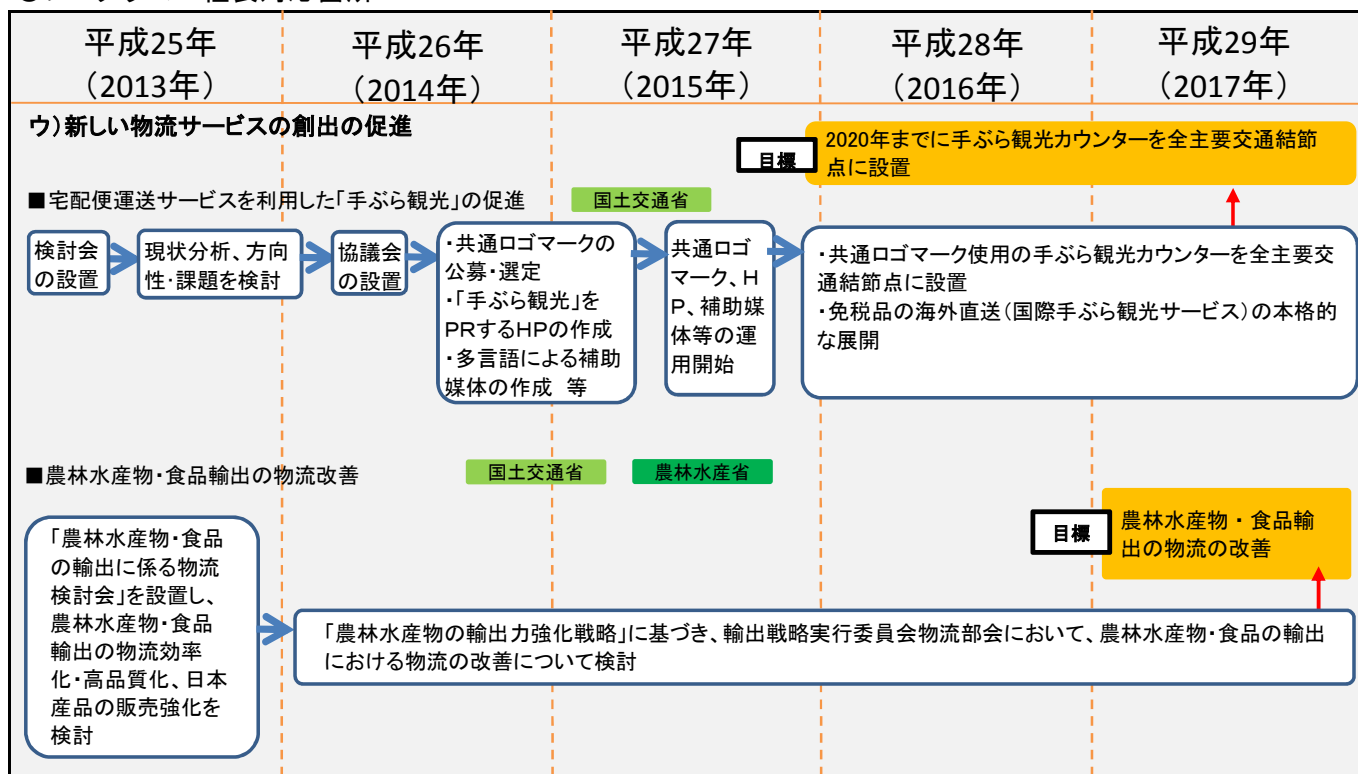 平成25年
（2013年）
平成26年
（2014年）
平成27年
（2015年）
平成28年
（2016年）
平成29年
（2017年）
ウ）新しい物流サービスの創出の促進
目標
2020年までに手ぶら観光カウンターを全主要交通結節
点に設置
■宅配便運送サービスを利用した「手ぶら観光」の促進
国土交通省
検討会
の設置
現状分析、方向
性・課題を検討
協議会
の設置
・共通ロゴマークの
公募・選定
・「手ぶら観光」を
PRするHPの作成
・多言語による補助
媒体の作成　等
共通ロゴ
マーク、H
P、補助媒
体等の運
用開始
・共通ロゴマーク使用の手ぶら観光カウンターを全主要交
通結節点に設置
・免税品の海外直送（国際手ぶら観光サービス）の本格的
な展開
■農林水産物・食品輸出の物流改善
国土交通省
農林水産省
目標
農林水産物・食品輸
出の物流の改善
「農林水産物・食品
の輸出に係る物流
検討会」を設置し、
農林水産物・食品
輸出の物流効率
化・高品質化、日本
産品の販売強化を
検討
「農林水産物の輸出力強化戦略」に基づき、輸出戦略実行委員会物流部会において、農林水産物・食品の輸出
における物流の改善について検討